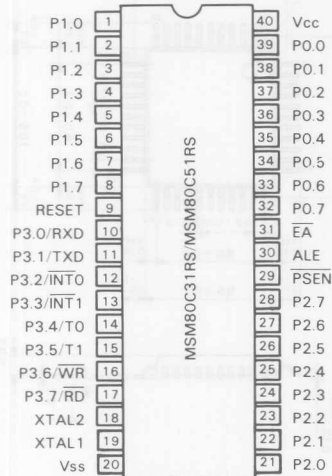 P1.0 1 40 Vcc
P1.1 2 39 P0.0
P1.2 3 38 P0.1
P1.3 4 37 P0.2
P1.4 5 36 P0.3
P1.5 6 35 P0.4
P1.6 7 34 P0.5
P1.7 8 33 P0.6
RESET 9 32 P0.7
P3.0/RXD 10 31 E̅A̅
P3.1/TXD 11 30 ALE
P3.2/I̅N̅T̅0 12 29 P̅S̅E̅N̅
P3.3/I̅N̅T̅1 13 28 P2.7
P3.4/T0 14 27 P2.6
P3.5/T1 15 26 P2.5
P3.6/W̅R̅ 16 25 P2.4
P3.7/R̅D̅ 17 24 P2.3
XTAL2 18 23 P2.2
XTAL1 19 22 P2.1
Vss 20 21 P2.0
MSM80C31RS/MSM80C51RS